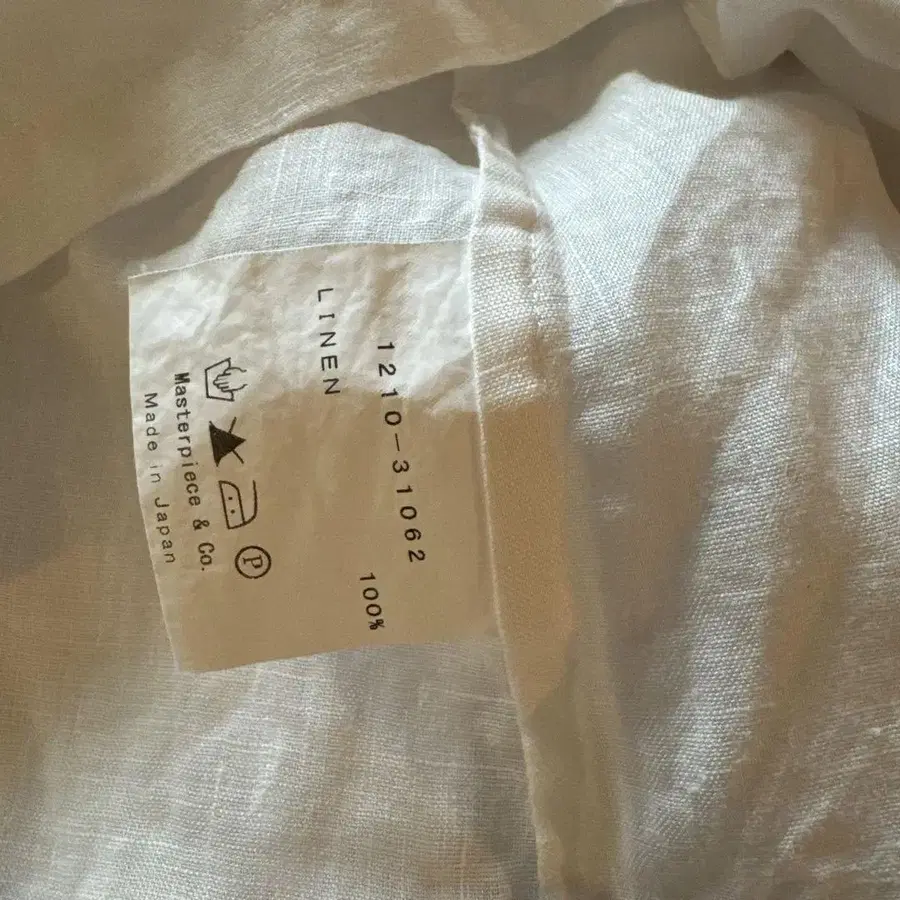 1210-31062
LINEN 100%
P
Masterpiece & Co.
Made in Japan